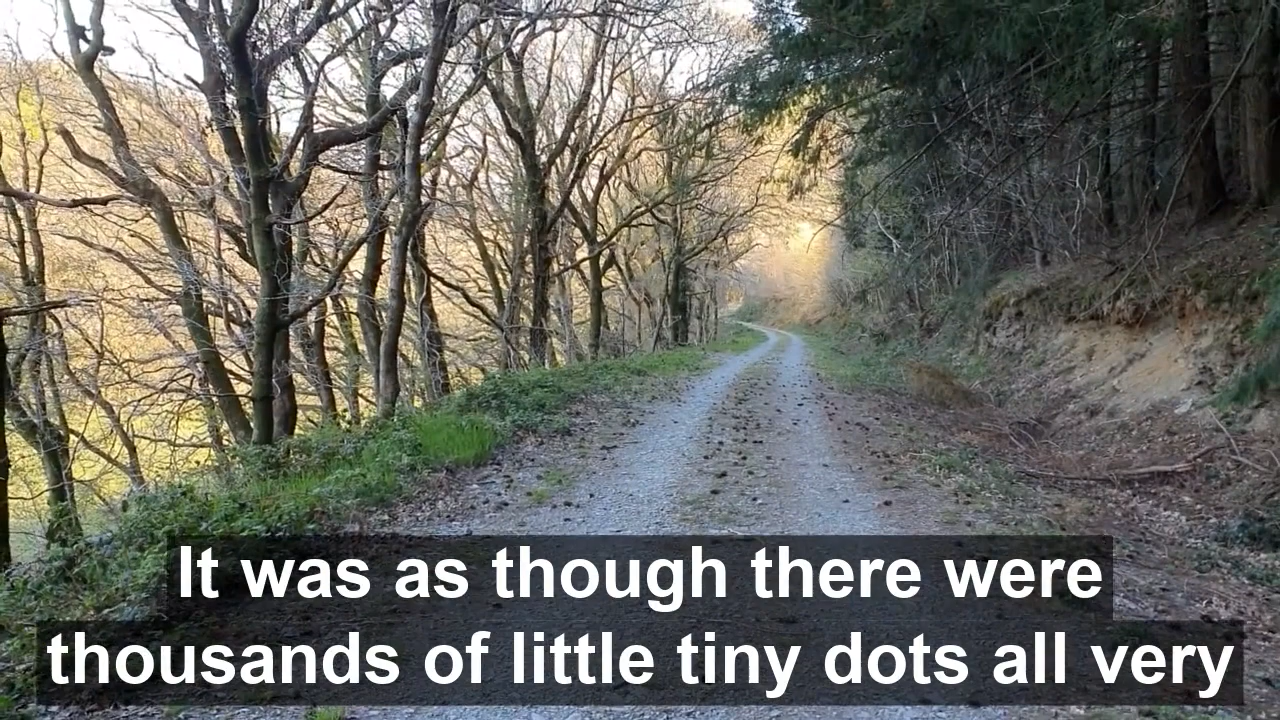 It was as though there were
thousands of little tiny dots all very